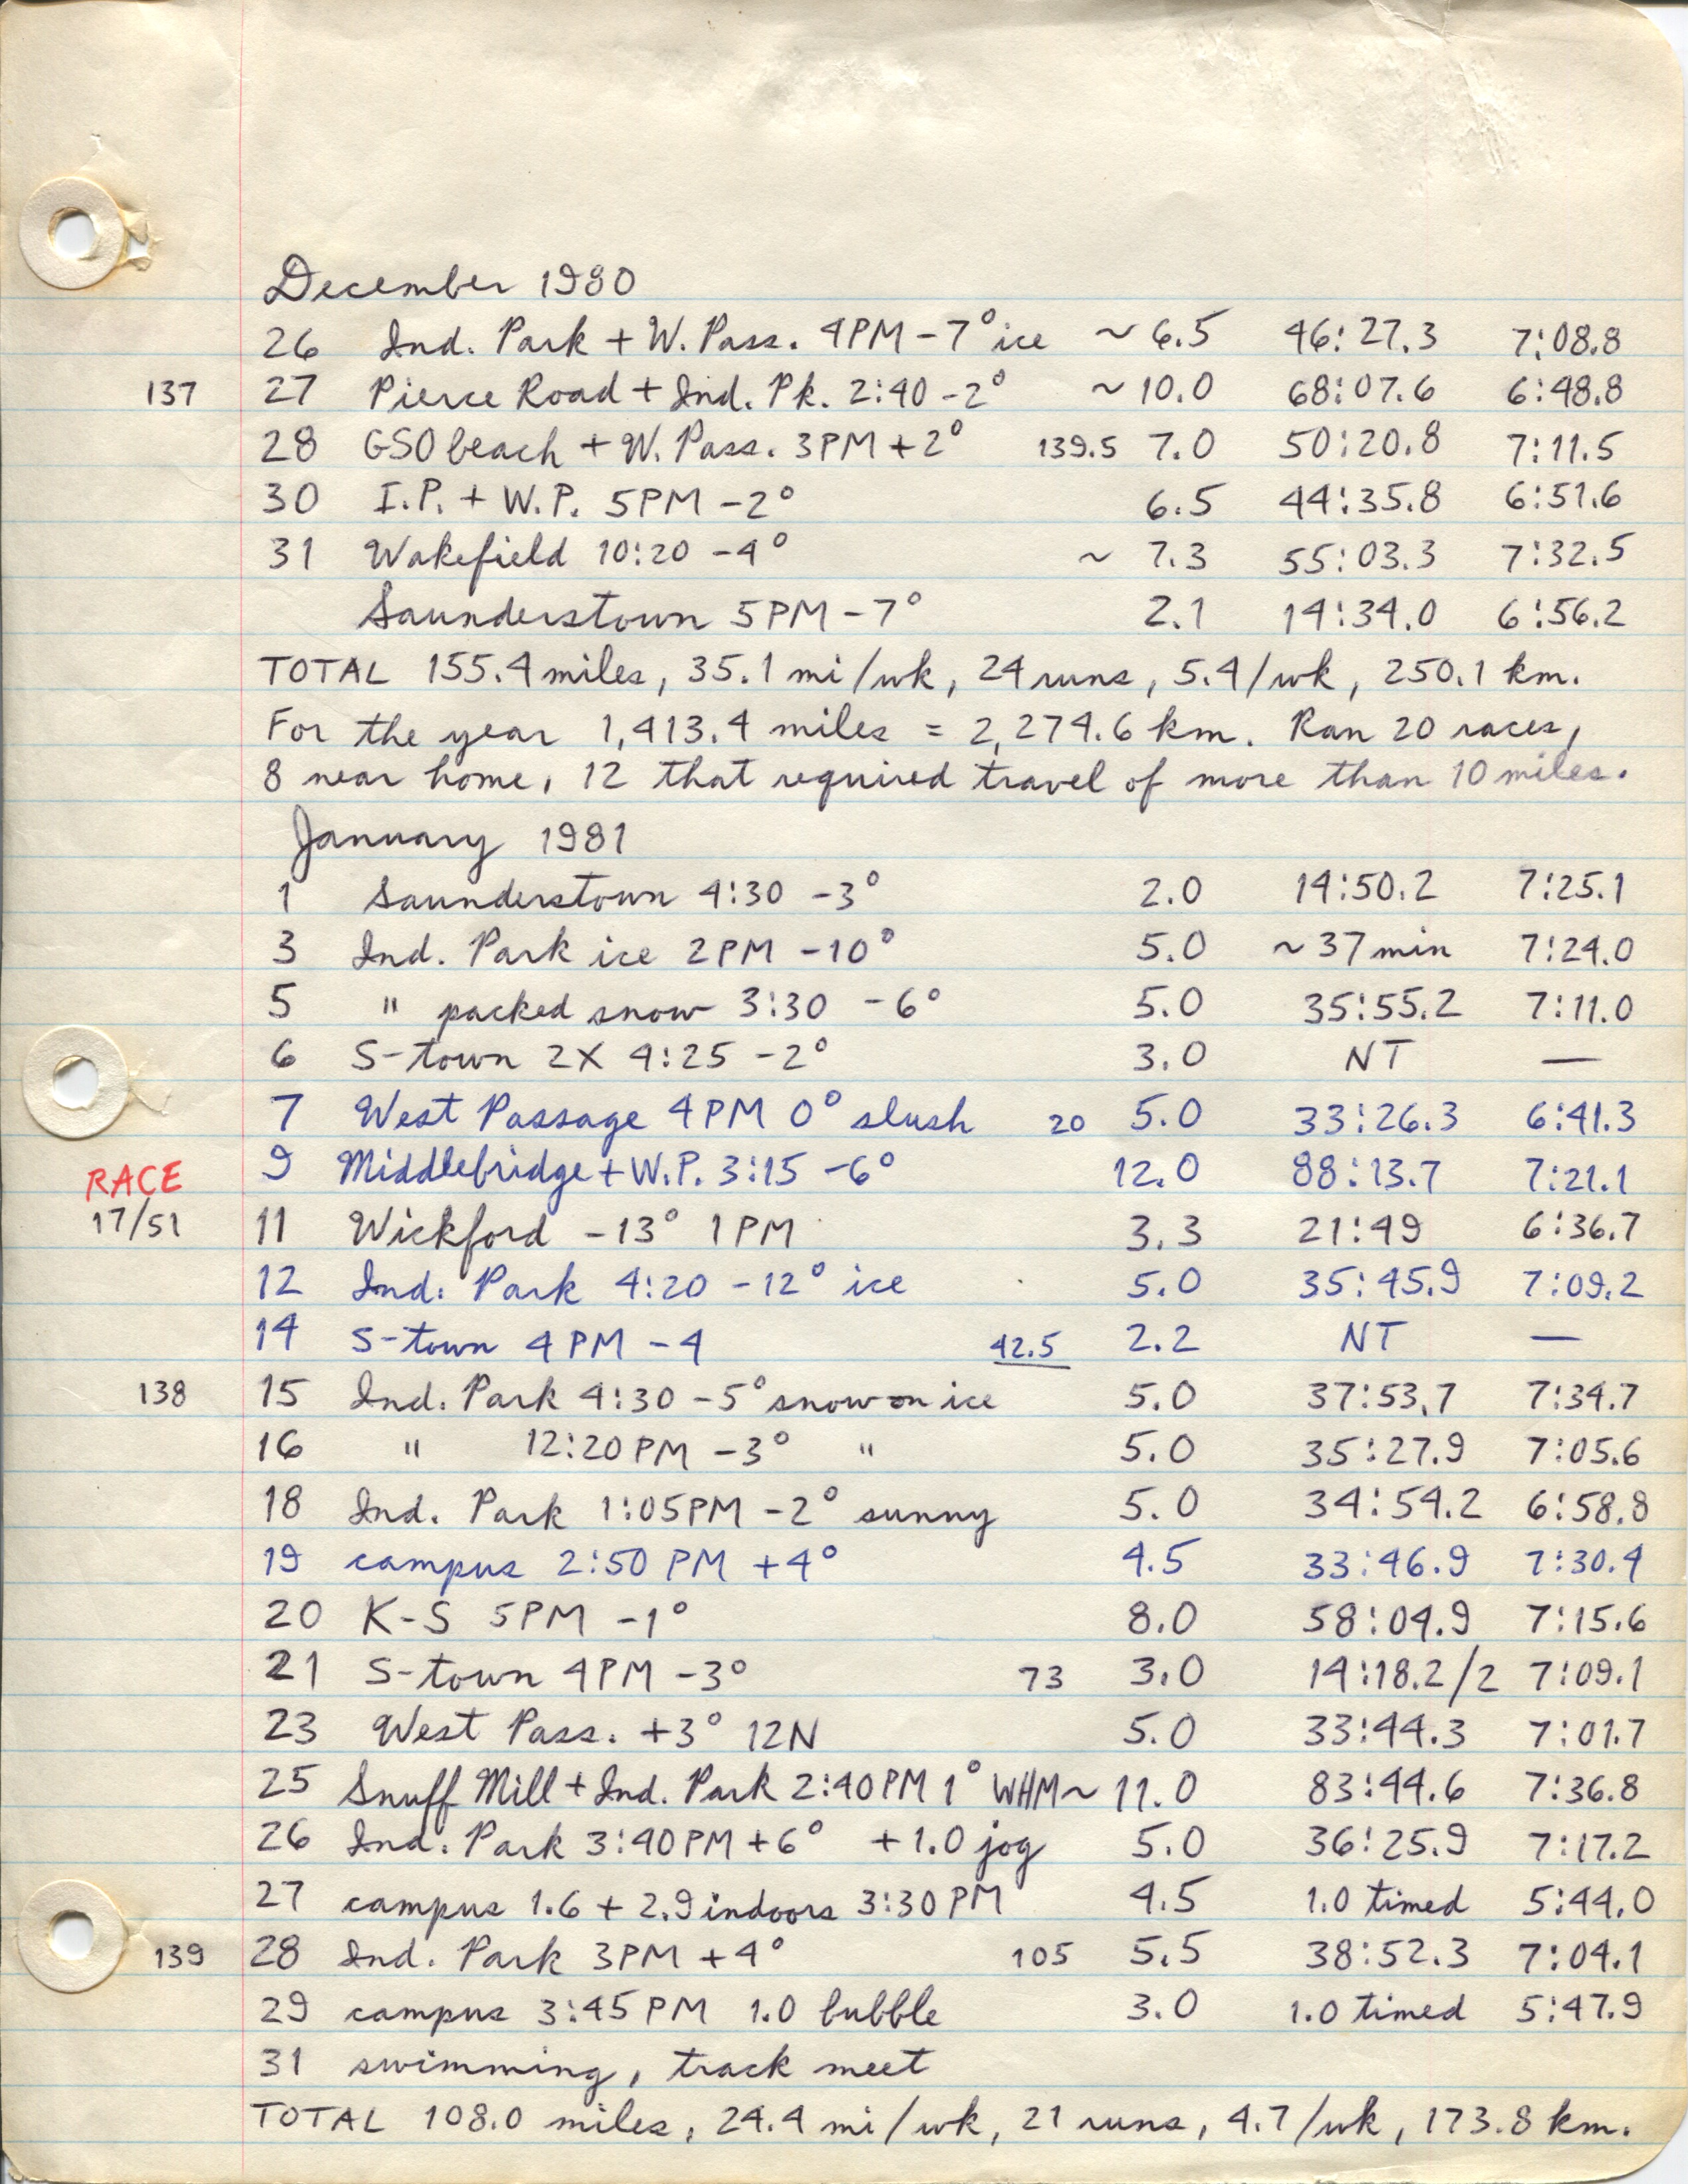 December 1980
26 Ind. Park + W. Pass. 4PM -7° ice ~ 6.5 46:27.3 7:08.8
137 27 Pierce Road + Ind. Pk. 2:40 -2° ~ 10.0 68:07.6 6:48.8
28 GSO beach + W. Pass. 3PM +2° 139.5 7.0 50:20.8 7:11.5
30 I.P. + W.P. 5PM -2° 6.5 44:35.8 6:51.6
31 Wakefield 10:20 -4° ~ 7.3 55:03.3 7:32.5
Saunderstown 5PM -7° 2.1 14:34.0 6:56.2
TOTAL 155.4 miles, 35.1 mi/wk, 24 runs, 5.4/wk, 250.1 km.
For the year 1,413.4 miles = 2,274.6 km. Ran 20 races,
8 near home, 12 that required travel of more than 10 miles.
January 1981
1 Saunderstown 4:30 -3° 2.0 14:50.2 7:25.1
3 Ind. Park ice 2PM -10° 5.0 ~37 min 7:24.0
5 " packed snow 3:30 -6° 5.0 35:55.2 7:11.0
6 S-town 2X 4:25 -2° 3.0 NT —
7 West Passage 4PM 0° slush 20 5.0 33:26.3 6:41.3
9 Middlebridge + W.P. 3:15 -6° 12.0 88:13.7 7:21.1
RACE
17/51 11 Wickford -13° 1PM 3.3 21:49 6:36.7
12 Ind. Park 4:20 -12° ice 5.0 35:45.9 7:09.2
14 S-town 4PM -4 42.5 2.2 NT —
138 15 Ind. Park 4:30 -5° snow on ice 5.0 37:53.7 7:34.7
16 " 12:20PM -3° " 5.0 35:27.9 7:05.6
18 Ind. Park 1:05PM -2° sunny 5.0 34:54.2 6:58.8
19 campus 2:50 PM +4° 4.5 33:46.9 7:30.4
20 K-S 5PM -1° 8.0 58:04.9 7:15.6
21 S-town 4PM -3° 73 3.0 14:18.2/2 7:09.1
23 West Pass. +3° 12N 5.0 33:44.3 7:01.7
25 Snuff Mill + Ind. Park 2:40PM 1° WHM ~ 11.0 83:44.6 7:36.8
26 Ind. Park 3:40PM +6° +1.0 jog 5.0 36:25.9 7:17.2
27 campus 1.6 + 2.9 indoors 3:30 PM 4.5 1.0 timed 5:44.0
139 28 Ind. Park 3PM +4° 105 5.5 38:52.3 7:04.1
29 campus 3:45 PM 1.0 bubble 3.0 1.0 timed 5:47.9
31 swimming, track meet
TOTAL 108.0 miles, 24.4 mi/wk, 21 runs, 4.7/wk, 173.8 km.